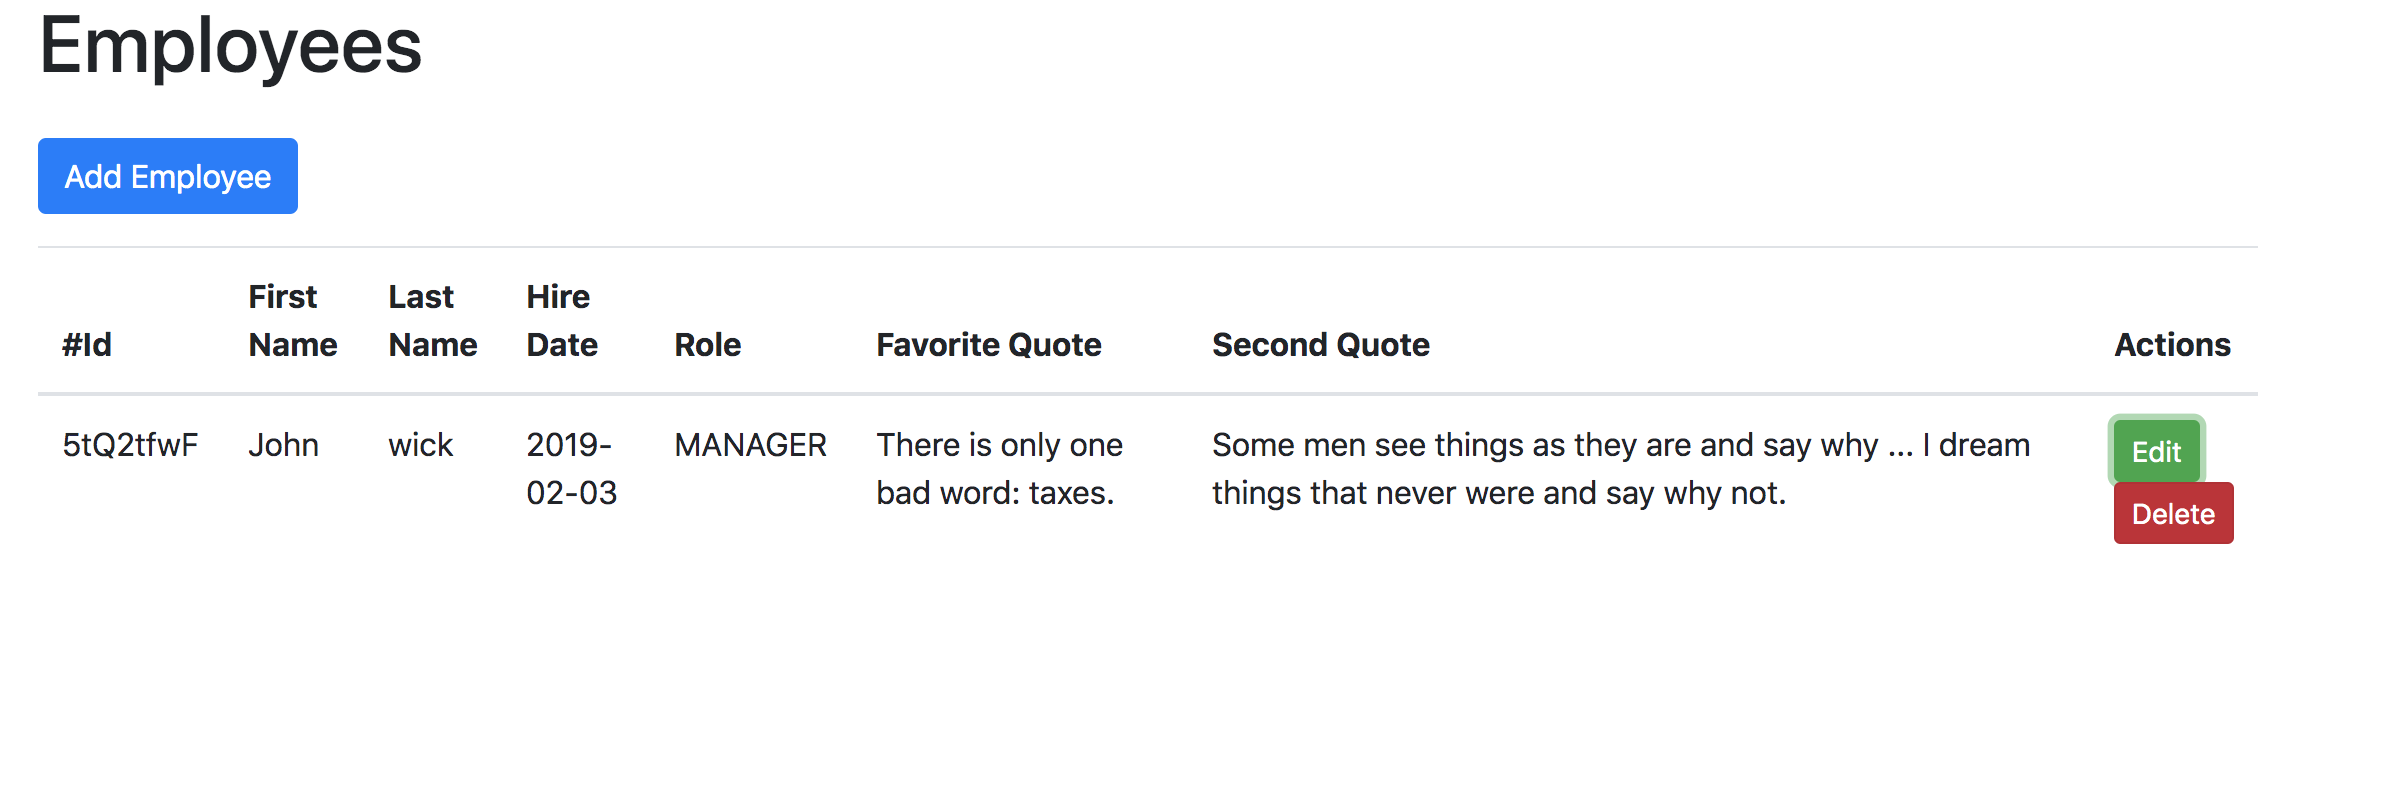 Employees
Add Employee
#Id First Name Last Name Hire Date Role Favorite Quote Second Quote Actions
5tQ2tfwF John wick 2019- MANAGER There is only one Some men see things as they are and say why ... I dream Edit
02-03 bad word: taxes. things that never were and say why not. Delete